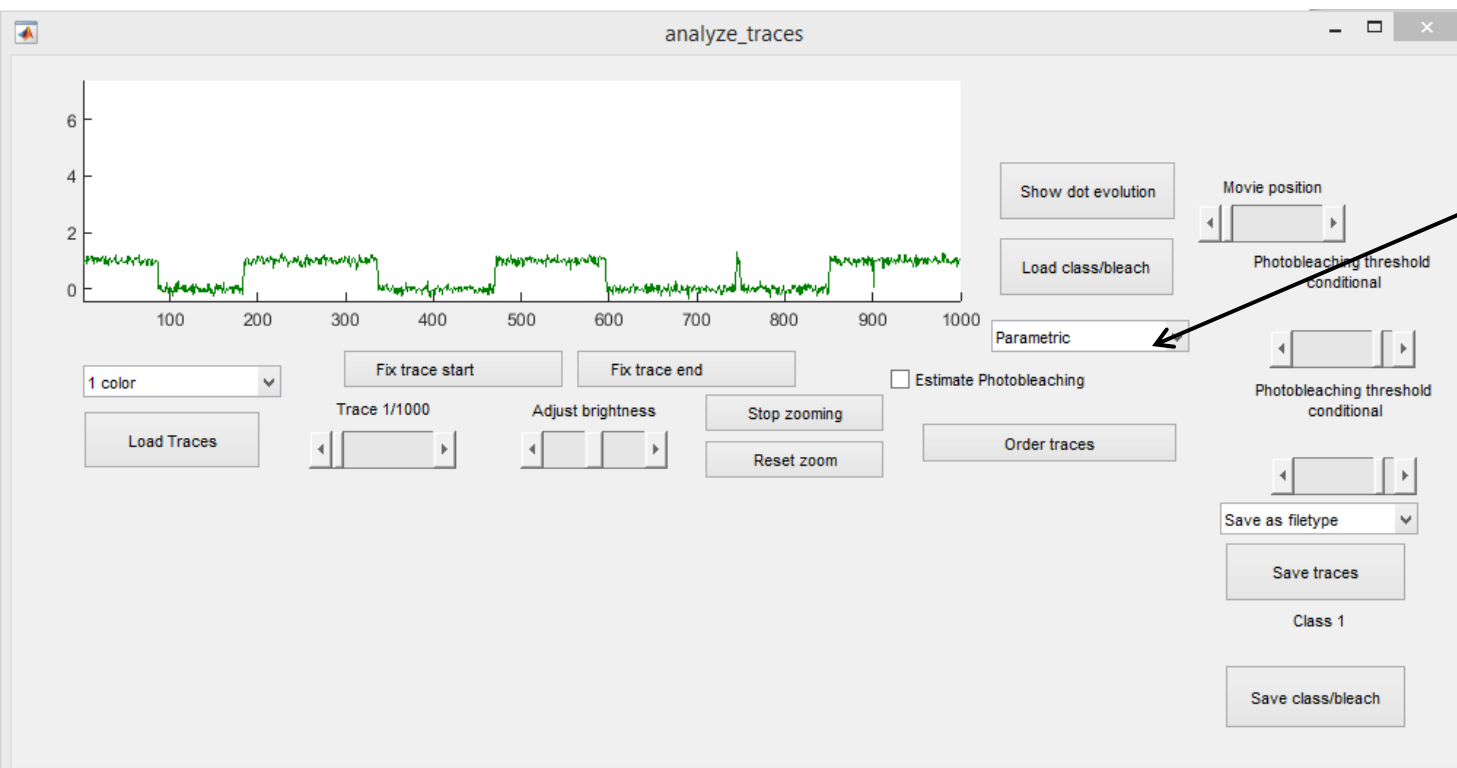 analyze_traces
6
4
2
0
100 200 300 400 500 600 700 800 900 1000
Show dot evolution
Movie position
Load class/bleach
Photobleaching threshold
conditional
Parametric
1 color
Fix trace start
Fix trace end
Estimate Photobleaching
Photobleaching threshold
conditional
Load Traces
Trace 1/1000
Adjust brightness
Stop zooming
Reset zoom
Order traces
Save as filetype
Save traces
Class 1
Save class/bleach